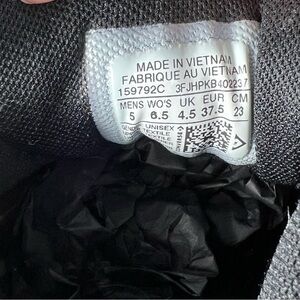 MADE IN VIETNAM
FABRIQUE AU VIETNAM
159792C 3FJHPKB402237
MENS WO'S UK EUR CM
5 6.5 4.5 37.5 23
UNISEX
TEXTILE